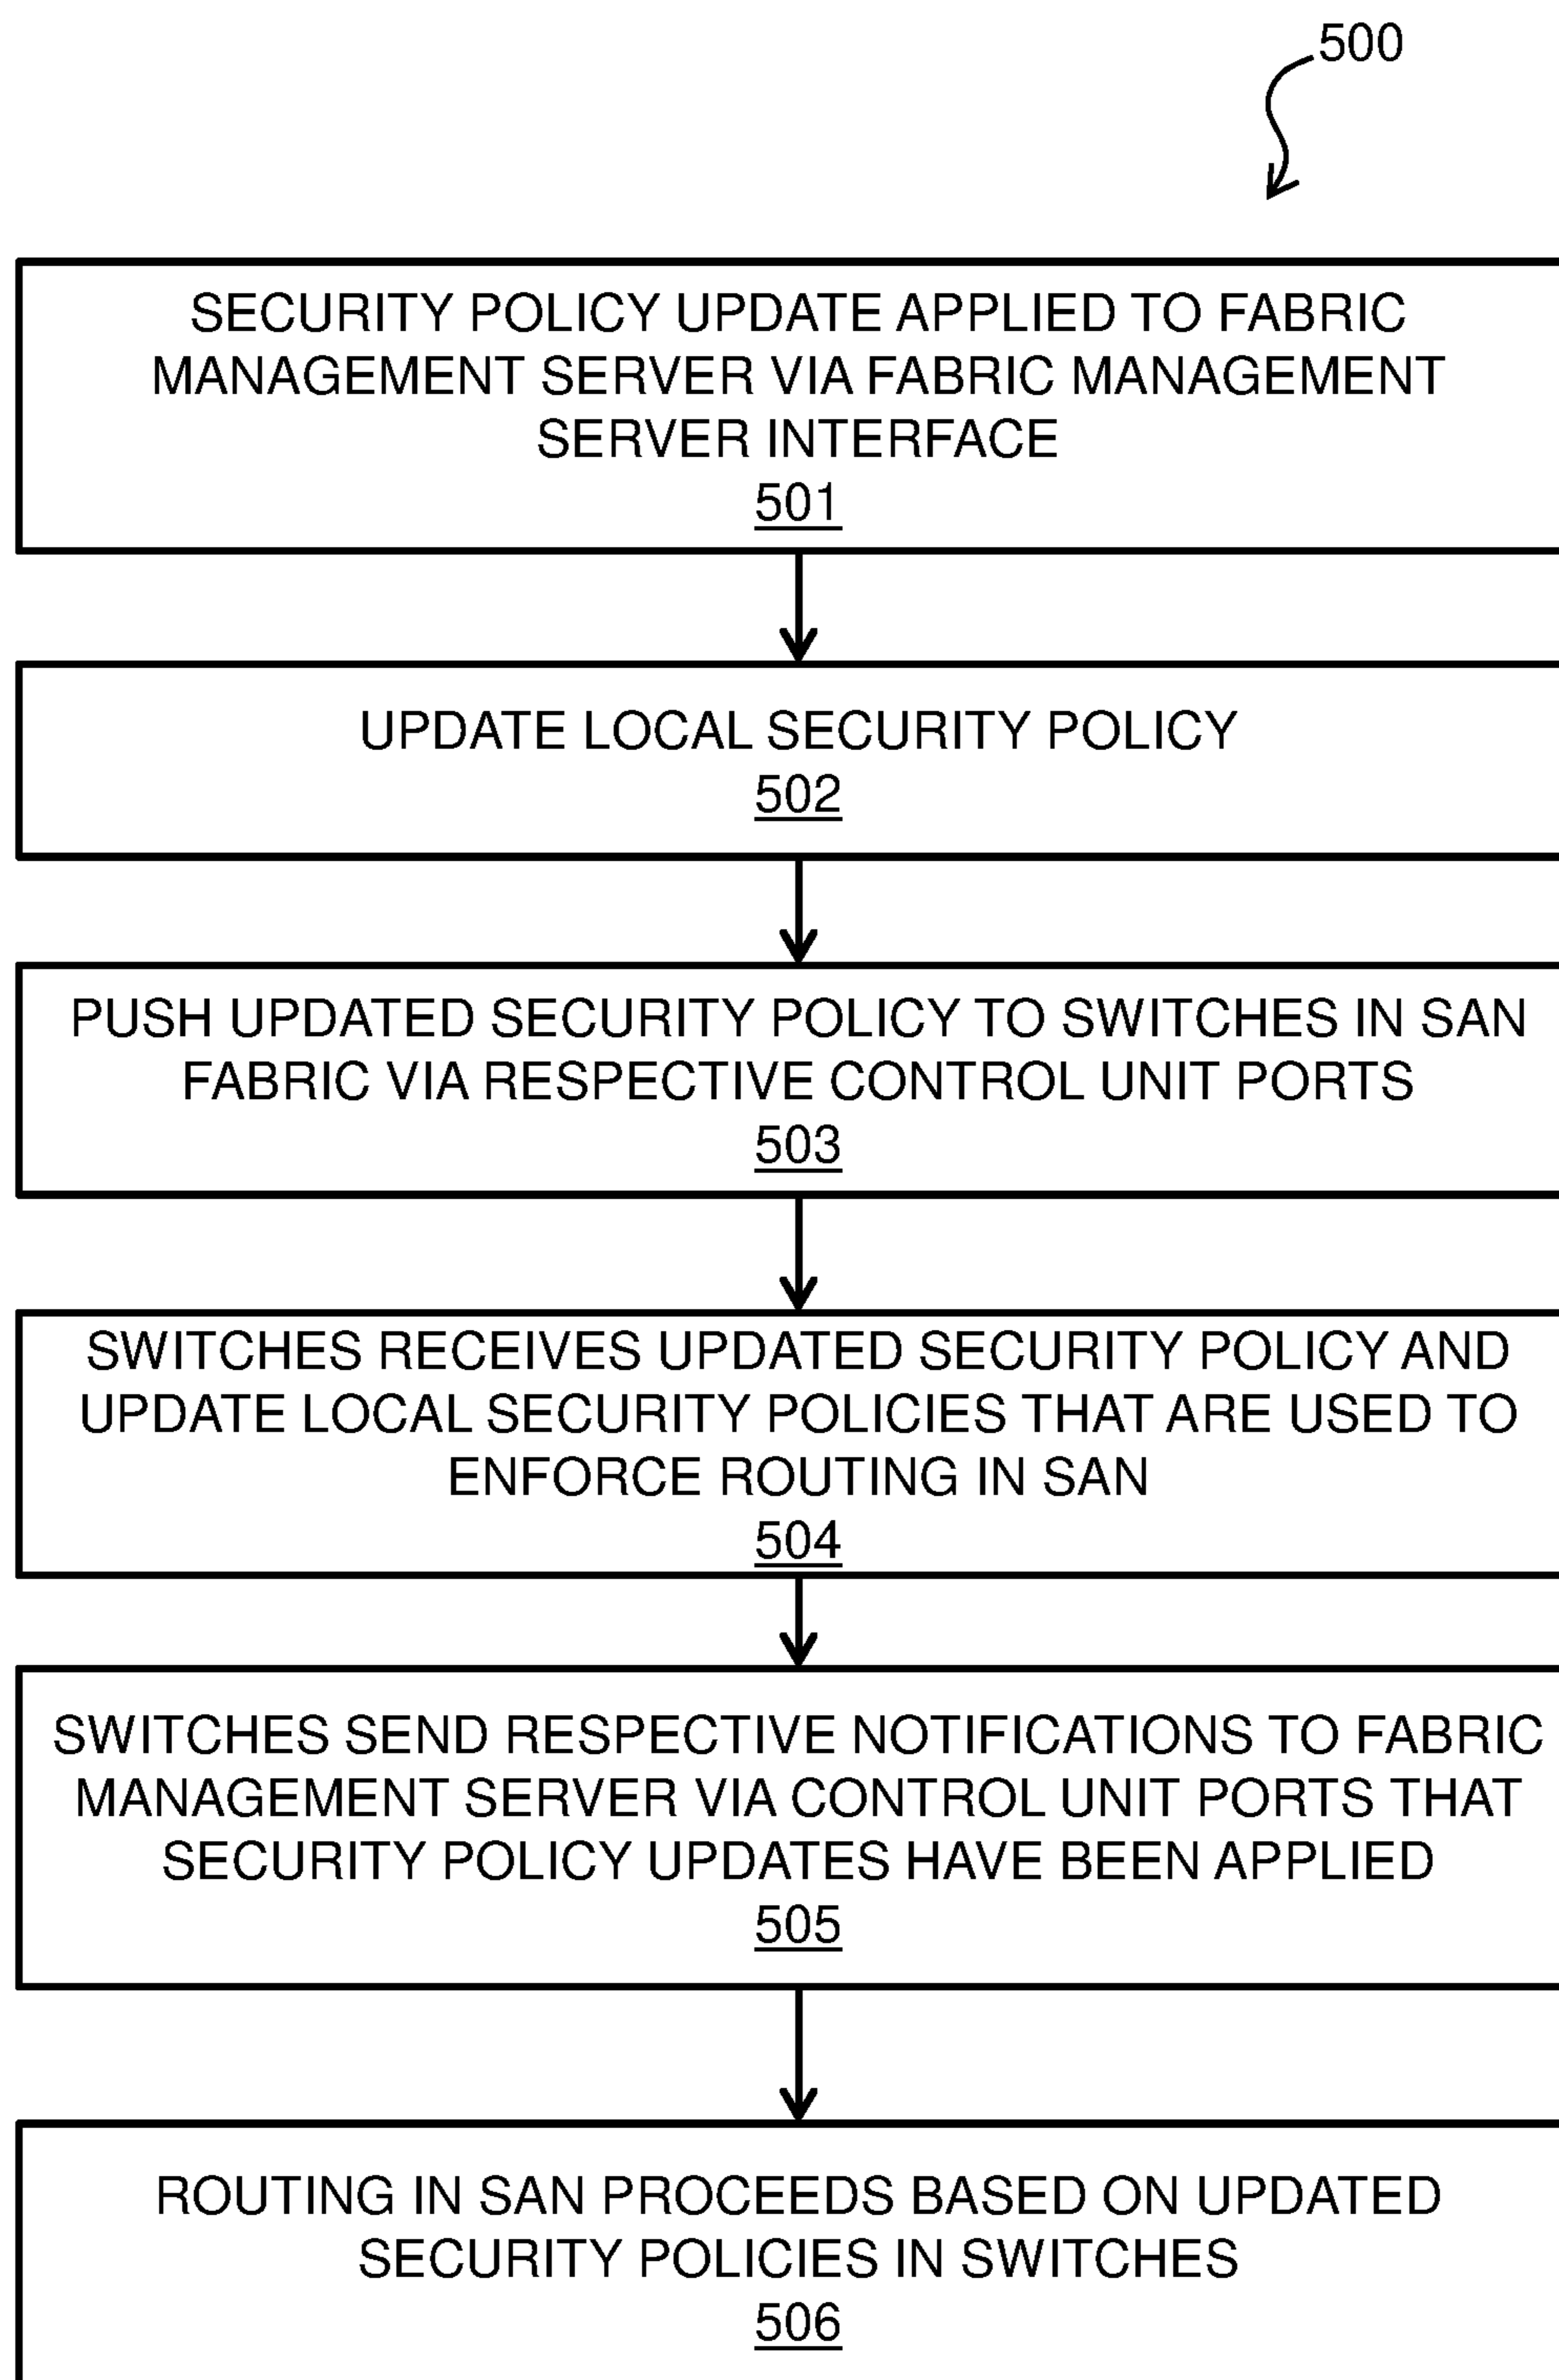 500
SECURITY POLICY UPDATE APPLIED TO FABRIC
MANAGEMENT SERVER VIA FABRIC MANAGEMENT
SERVER INTERFACE
501
UPDATE LOCAL SECURITY POLICY
502
PUSH UPDATED SECURITY POLICY TO SWITCHES IN SAN
FABRIC VIA RESPECTIVE CONTROL UNIT PORTS
503
SWITCHES RECEIVES UPDATED SECURITY POLICY AND
UPDATE LOCAL SECURITY POLICIES THAT ARE USED TO
ENFORCE ROUTING IN SAN
504
SWITCHES SEND RESPECTIVE NOTIFICATIONS TO FABRIC
MANAGEMENT SERVER VIA CONTROL UNIT PORTS THAT
SECURITY POLICY UPDATES HAVE BEEN APPLIED
505
ROUTING IN SAN PROCEEDS BASED ON UPDATED
SECURITY POLICIES IN SWITCHES
506